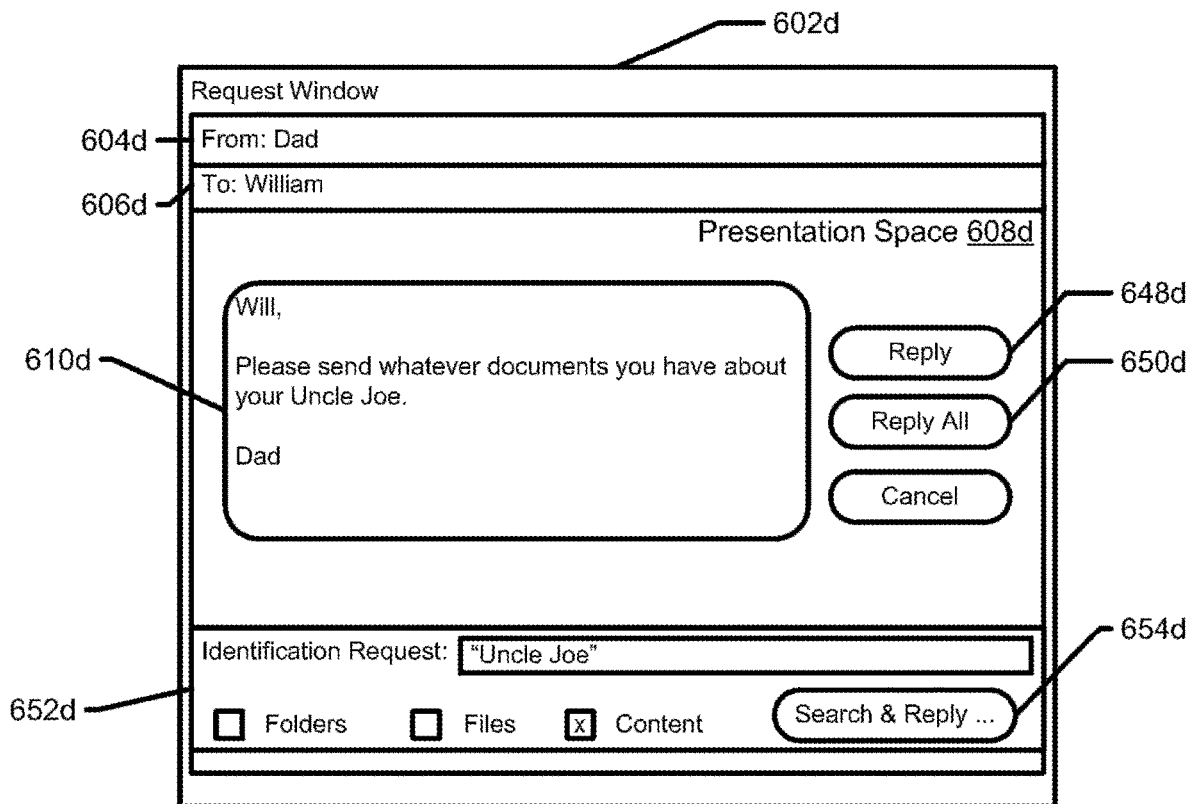 602d
Request Window
604d
From: Dad
606d
To: William
Presentation Space 608d
648d
Will,
610d
Please send whatever documents you have about
your Uncle Joe.
Dad
Reply
650d
Reply All
Cancel
654d
Identification Request: "Uncle Joe"
652d
Folders Files x Content Search & Reply ...